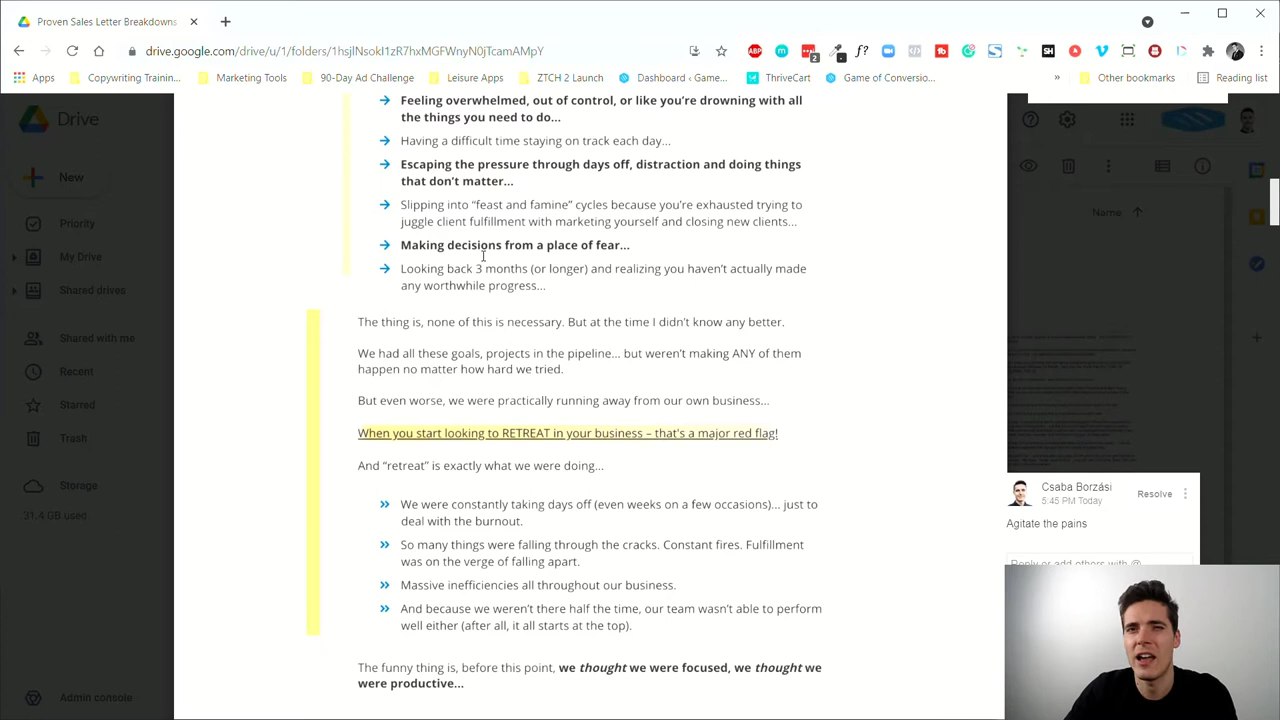 Proven Sales Letter Breakdowns
drive.google.com/drive/u/1/folders/1hsjlNsokI1zR7hxMGFWnyN0jTcamAMpY
Apps
Copywriting Trainin...
Marketing Tools
90-Day Ad Challenge
Leisure Apps
ZTCH 2 Launch
Dashboard ‹ Game...
ThriveCart
Game of Conversio...
»
Other bookmarks
Reading list
Drive
New
Priority
My Drive
Shared drives
Shared with me
Recent
Starred
Trash
Storage
31.4 GB used
Admin console
Name
Feeling overwhelmed, out of control, or like you're drowning with all
the things you need to do...
Having a difficult time staying on track each day...
Escaping the pressure through days off, distraction and doing things
that don't matter...
Slipping into "feast and famine" cycles because you're exhausted trying to
juggle client fulfillment with marketing yourself and closing new clients...
Making decisions from a place of fear...
Looking back 3 months (or longer) and realizing you haven't actually made
any worthwhile progress...
The thing is, none of this is necessary. But at the time I didn't know any better.
We had all these goals, projects in the pipeline... but weren't making ANY of them
happen no matter how hard we tried.
But even worse, we were practically running away from our own business...
When you start looking to RETREAT in your business – that's a major red flag!
And "retreat" is exactly what we were doing...
We were constantly taking days off (even weeks on a few occasions)... just to
deal with the burnout.
So many things were falling through the cracks. Constant fires. Fulfillment
was on the verge of falling apart.
Massive inefficiencies all throughout our business.
And because we weren't there half the time, our team wasn't able to perform
well either (after all, it all starts at the top).
The funny thing is, before this point, we thought we were focused, we thought we
were productive...
Csaba Borzási
5:45 PM Today
Resolve
Agitate the pains
Reply or add others with @